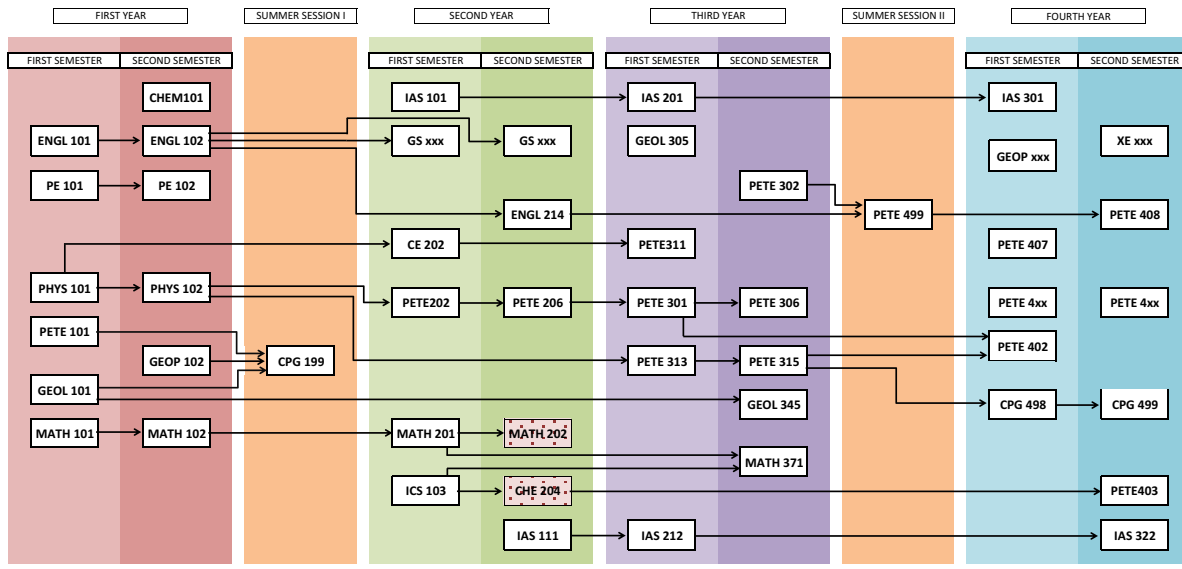 FIRST YEAR
SUMMER SESSION I
SECOND YEAR
THIRD YEAR
SUMMER SESSION II
FOURTH YEAR
FIRST SEMESTER
SECOND SEMESTER
FIRST SEMESTER
SECOND SEMESTER
FIRST SEMESTER
SECOND SEMESTER
FIRST SEMESTER
SECOND SEMESTER
CHEM101
IAS 101
IAS 201
IAS 301
ENGL 101
ENGL 102
GS xxx
GS xxx
GEOL 305
GEOP xxx
XE xxx
PE 101
PE 102
PETE 302
ENGL 214
PETE 499
PETE 408
CE 202
PETE311
PETE 407
PHYS 101
PHYS 102
PETE202
PETE 206
PETE 301
PETE 306
PETE 4xx
PETE 4xx
PETE 101
GEOP 102
CPG 199
PETE 313
PETE 315
PETE 402
GEOL 101
GEOL 345
CPG 498
CPG 499
MATH 101
MATH 102
MATH 201
MATH 202
MATH 371
ICS 103
CHE 204
PETE403
IAS 111
IAS 212
IAS 322